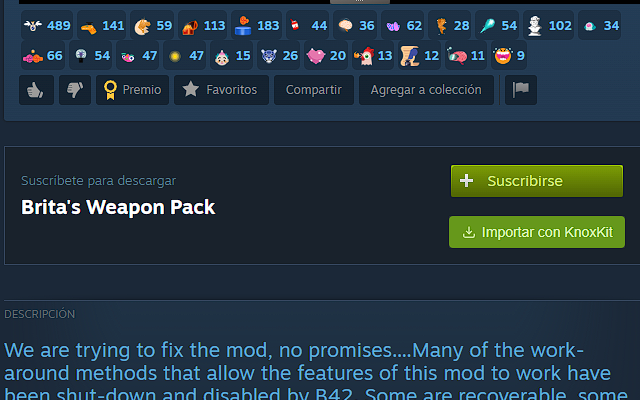 489 141 59 113 183 44 36 62 28 54 102 34
66 54 47 47 15 26 20 13 12 11 9
Premio Favoritos Compartir Agregar a colección
Suscríbete para descargar
Brita's Weapon Pack
Suscribirse
Importar con KnoxKit
DESCRIPCIÓN
We are trying to fix the mod, no promises....Many of the work-
around methods that allow the features of this mod to work have
been shut-down and disabled by B42. Some are recoverable, some